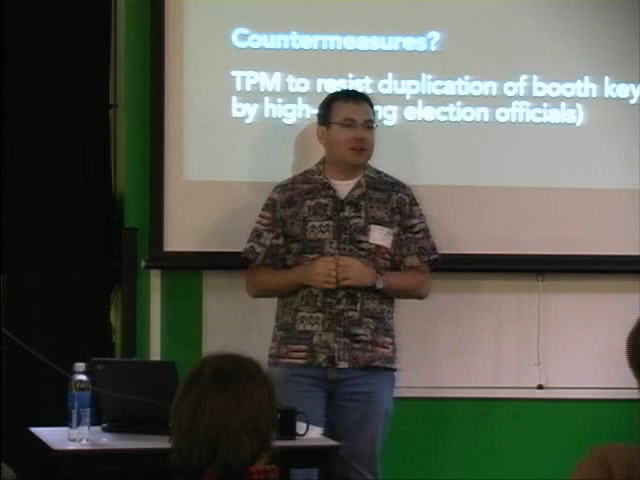 Countermeasures?
TPM to resist duplication of booth key
by high- election officials)